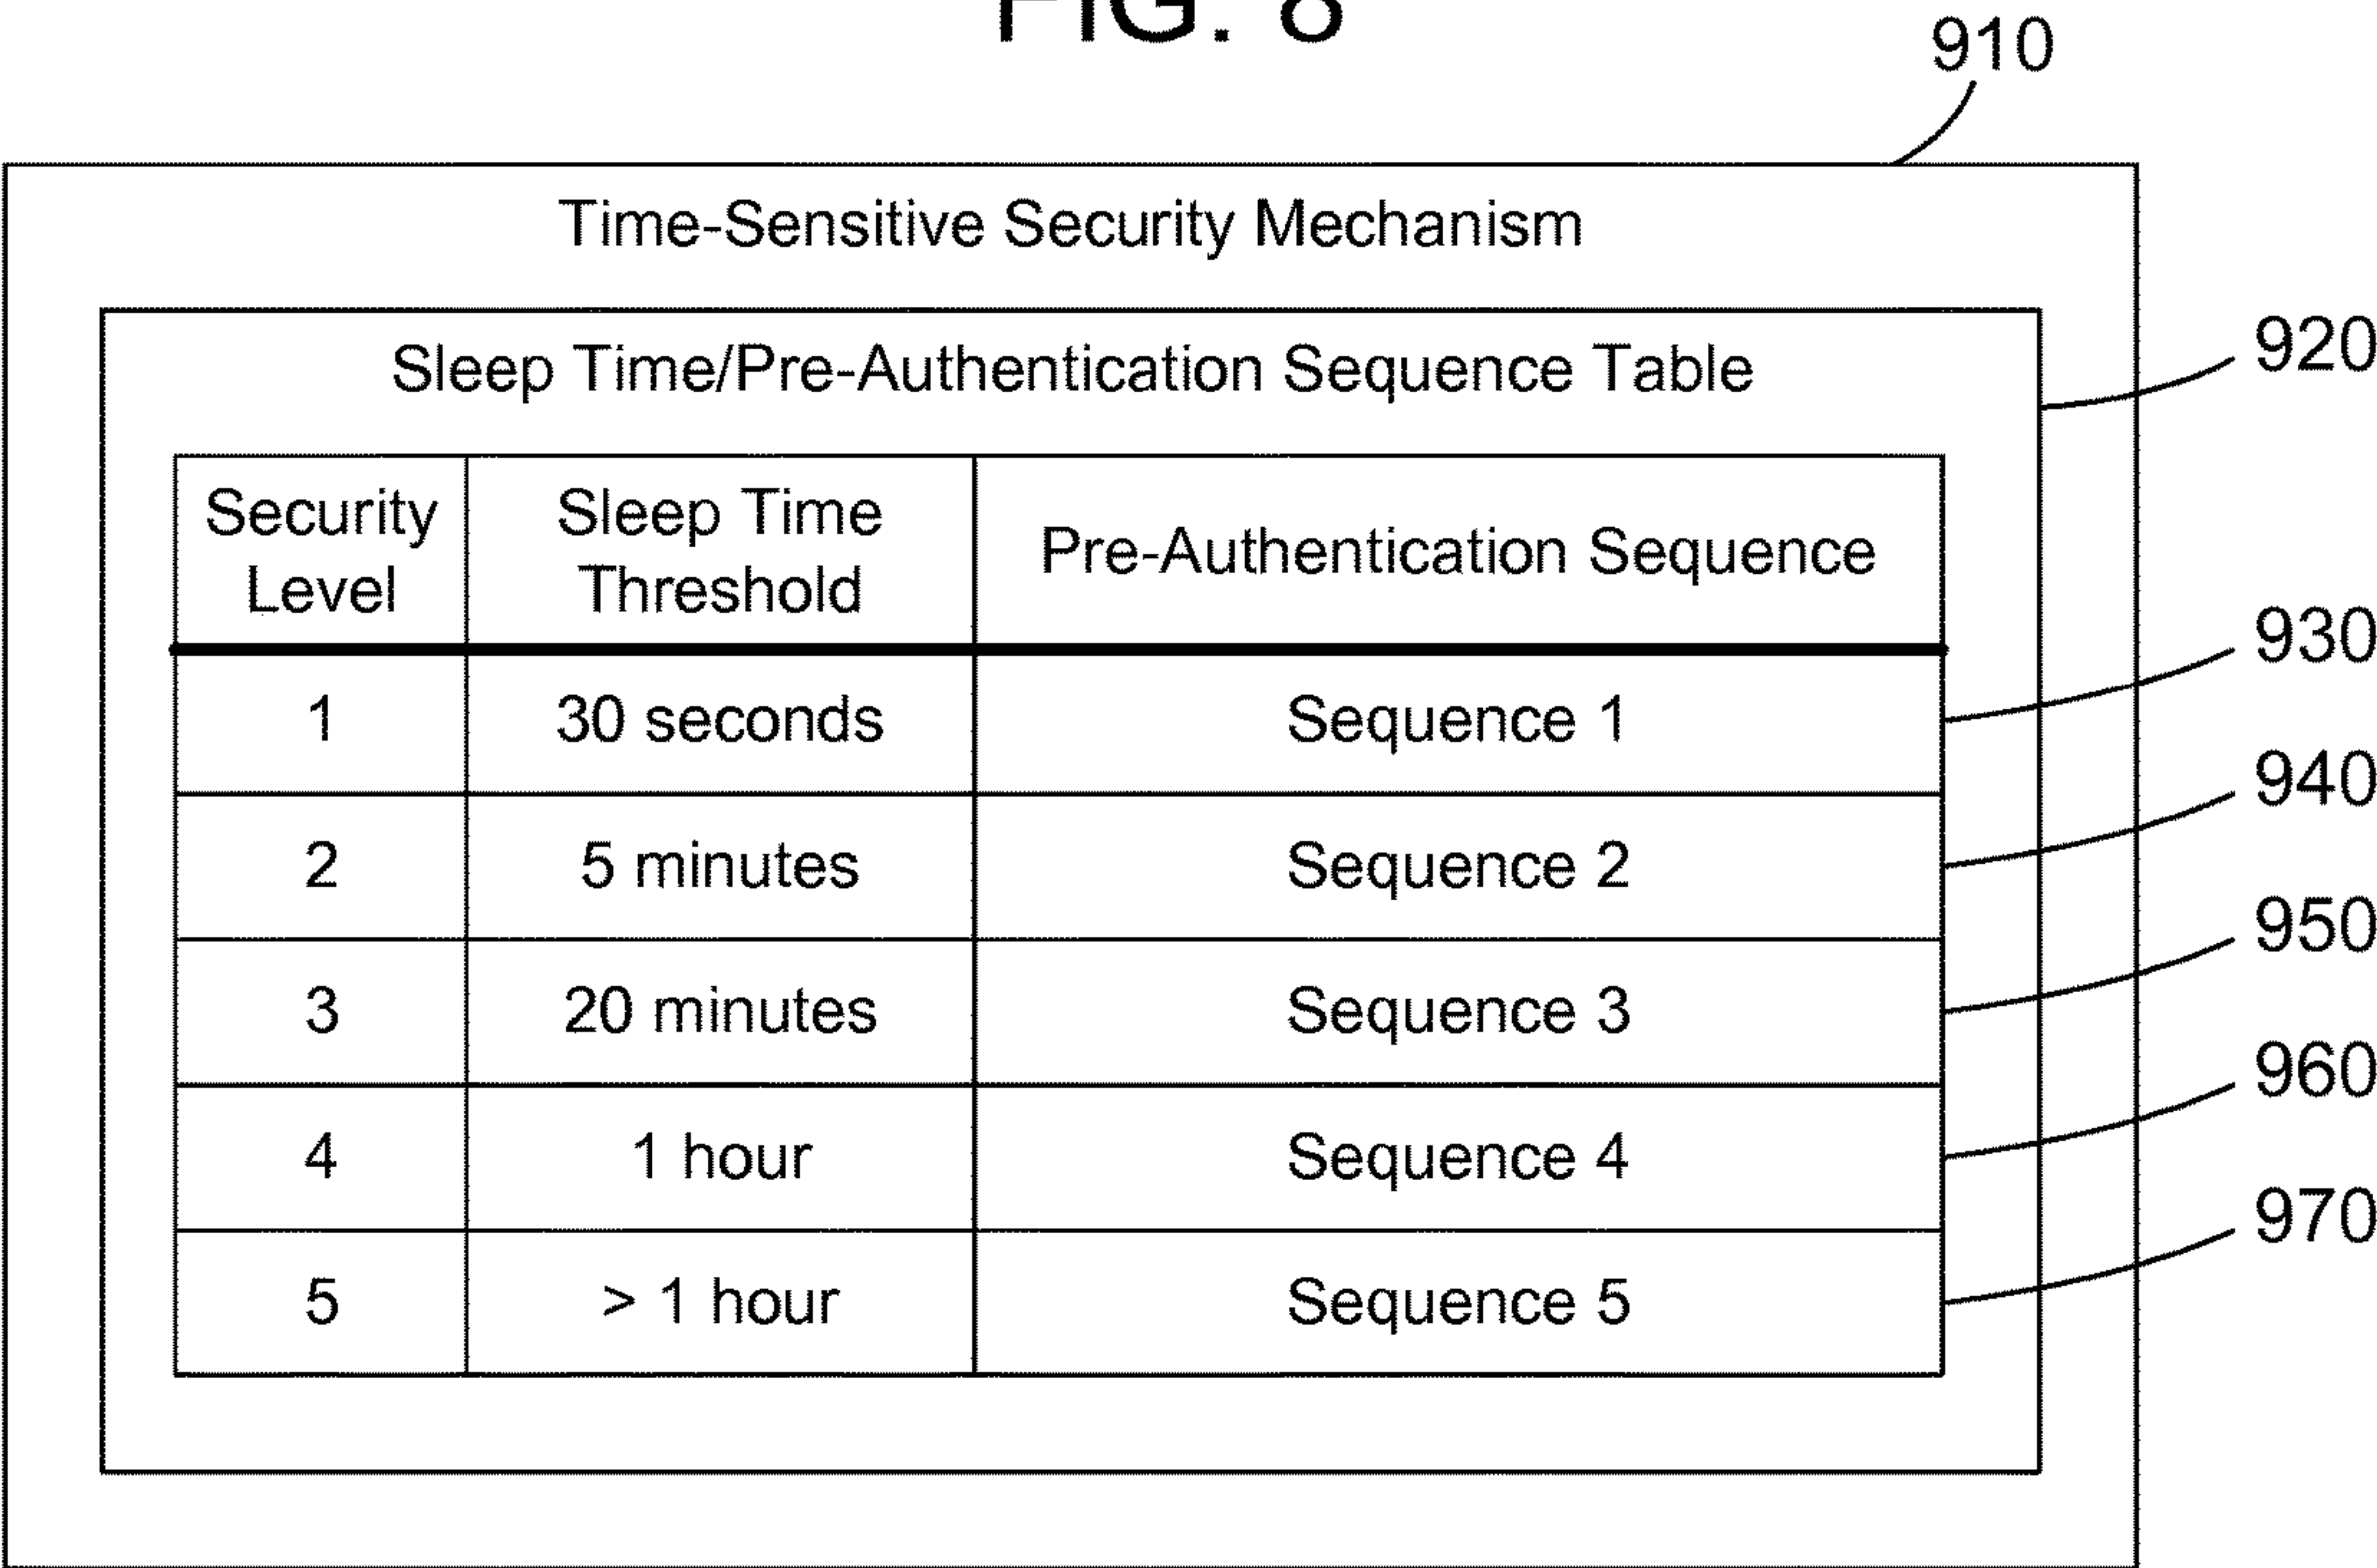 FIG. 8
910
Time-Sensitive Security Mechanism
920
Sleep Time/Pre-Authentication Sequence Table
Security Level Sleep Time Threshold Pre-Authentication Sequence
930
1 30 seconds Sequence 1
940
2 5 minutes Sequence 2
950
3 20 minutes Sequence 3
960
4 1 hour Sequence 4
970
5 > 1 hour Sequence 5